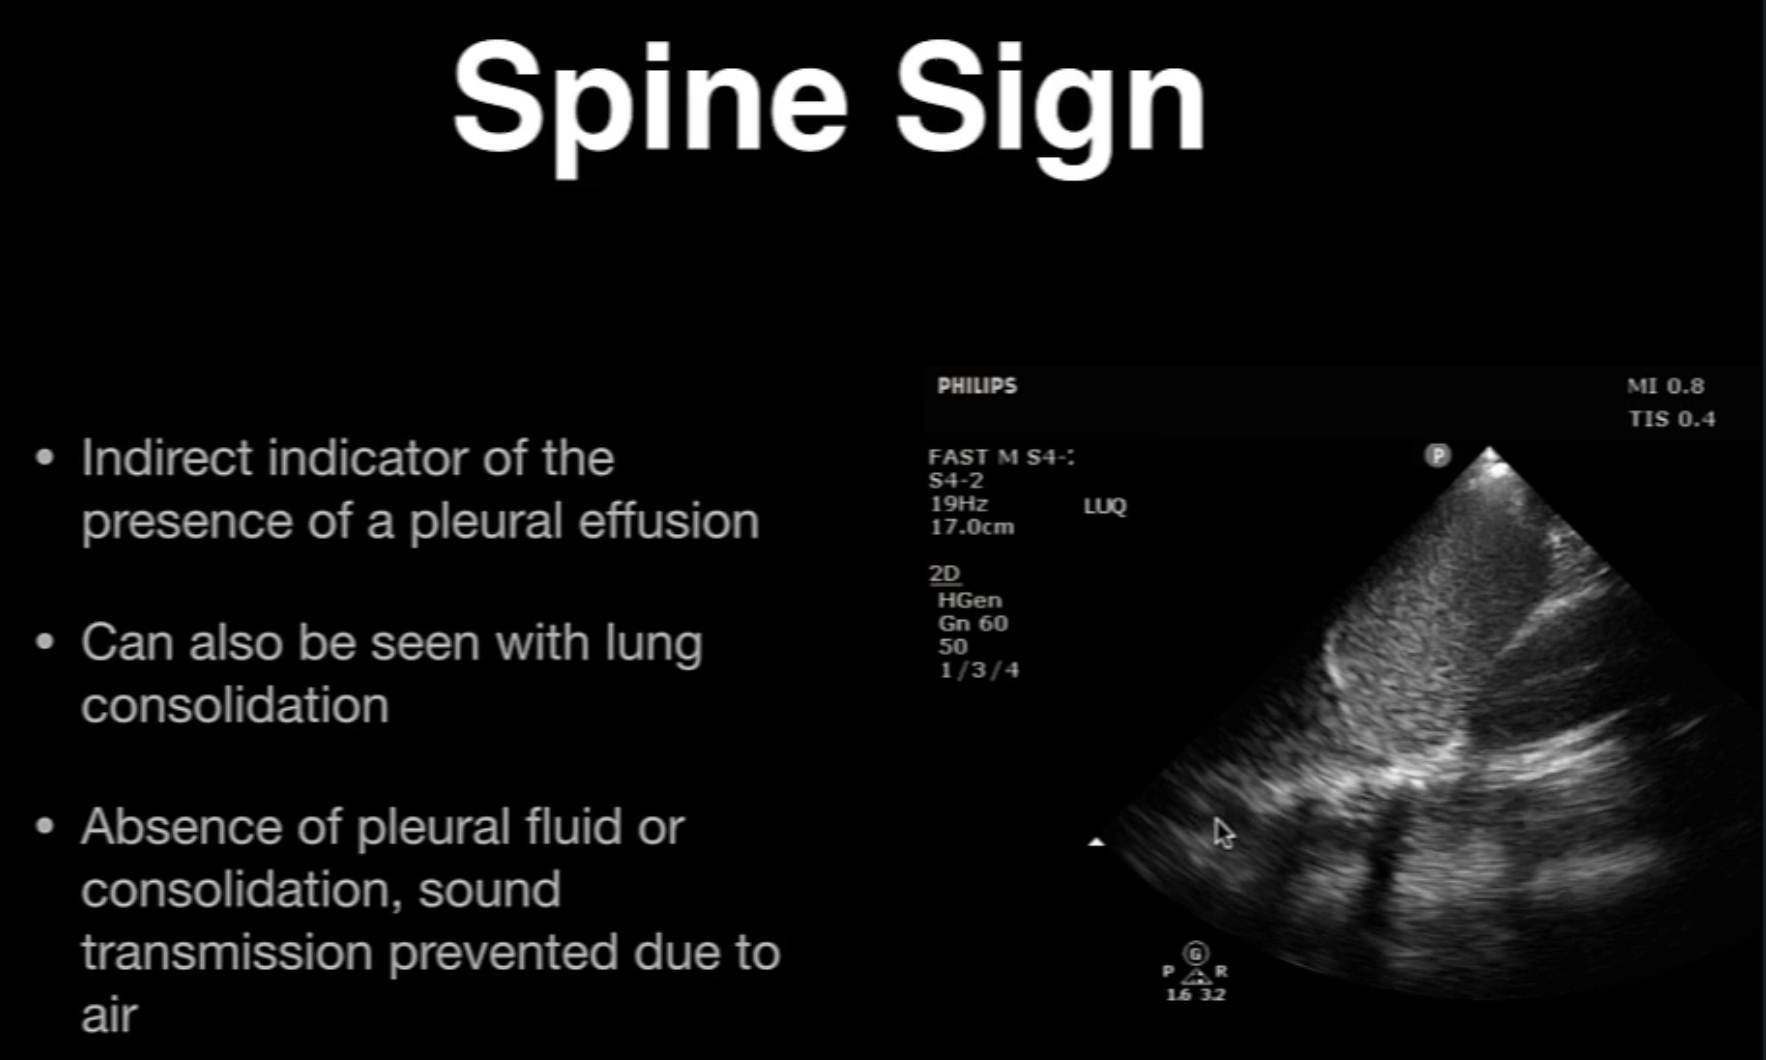 Spine Sign
• Indirect indicator of the
presence of a pleural effusion
• Can also be seen with lung
consolidation
• Absence of pleural fluid or
consolidation, sound
transmission prevented due to
air
PHILIPS
MI 0.8
TIS 0.4
FAST M S4-
S4-2
19Hz
17.0cm
LUQ
P
2D
HGen
Gn 60
50
1/3/4
G
P R
1.6 3.2